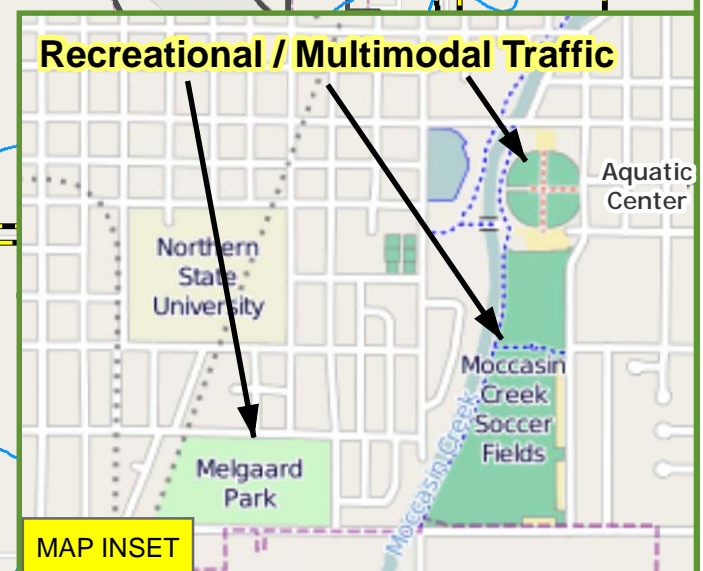 Recreational / Multimodal Traffic
Aquatic
Center
Northern
State
University
Moccasin
Creek
Soccer
Fields
Melgaard
Park
Moccasin Creek
MAP INSET